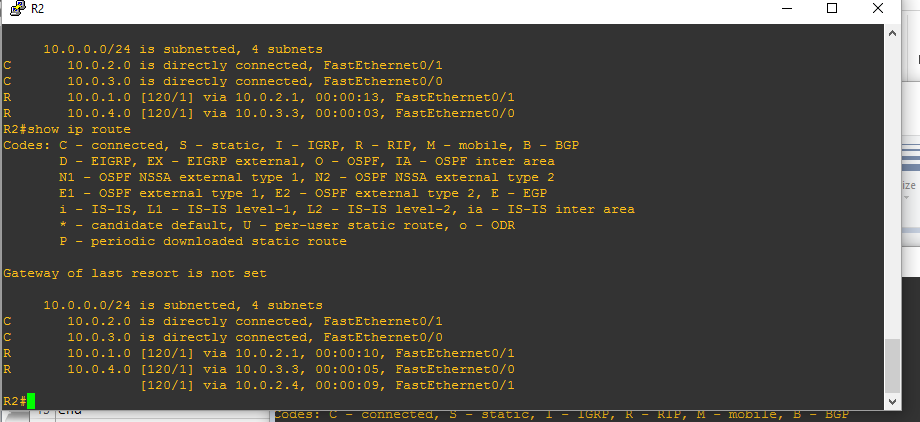 R2
     10.0.0.0/24 is subnetted, 4 subnets
C       10.0.2.0 is directly connected, FastEthernet0/1
C       10.0.3.0 is directly connected, FastEthernet0/0
R       10.0.1.0 [120/1] via 10.0.2.1, 00:00:13, FastEthernet0/1
R       10.0.4.0 [120/1] via 10.0.3.3, 00:00:03, FastEthernet0/0
R2#show ip route
Codes: C - connected, S - static, I - IGRP, R - RIP, M - mobile, B - BGP
       D - EIGRP, EX - EIGRP external, O - OSPF, IA - OSPF inter area
       N1 - OSPF NSSA external type 1, N2 - OSPF NSSA external type 2
       E1 - OSPF external type 1, E2 - OSPF external type 2, E - EGP
       i - IS-IS, L1 - IS-IS level-1, L2 - IS-IS level-2, ia - IS-IS inter area
       * - candidate default, U - per-user static route, o - ODR
       P - periodic downloaded static route
Gateway of last resort is not set
     10.0.0.0/24 is subnetted, 4 subnets
C       10.0.2.0 is directly connected, FastEthernet0/1
C       10.0.3.0 is directly connected, FastEthernet0/0
R       10.0.1.0 [120/1] via 10.0.2.1, 00:00:10, FastEthernet0/1
R       10.0.4.0 [120/1] via 10.0.3.3, 00:00:05, FastEthernet0/0
                 [120/1] via 10.0.2.4, 00:00:09, FastEthernet0/1
R2#
Codes: C - connected, S - static, I - IGRP, R - RIP, M - mobile, B - BGP